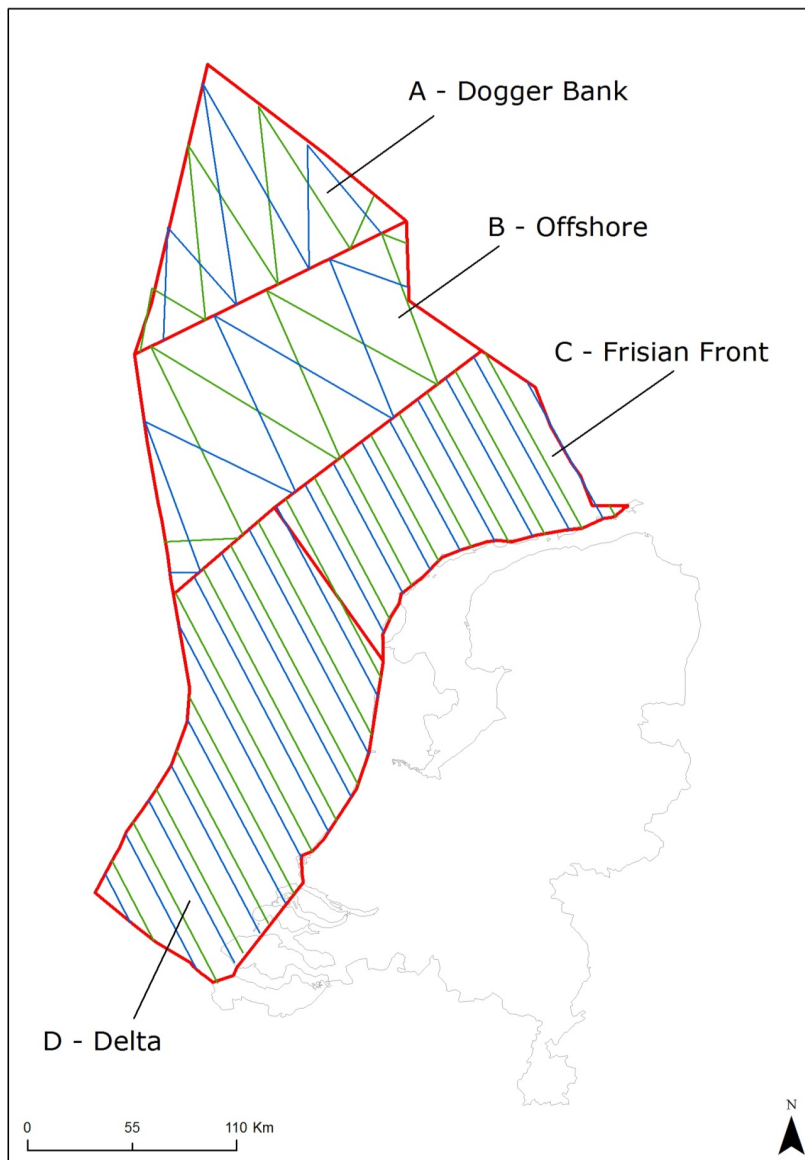 A - Dogger Bank
B - Offshore
C - Frisian Front
D - Delta
0 55 110 Km
N